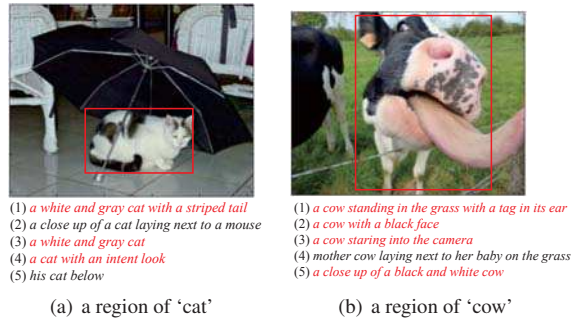 (1) a white and gray cat with a striped tail
(2) a close up of a cat laying next to a mouse
(3) a white and gray cat
(4) a cat with an intent look
(5) his cat below
(a) a region of ‘cat’
(1) a cow standing in the grass with a tag in its ear
(2) a cow with a black face
(3) a cow staring into the camera
(4) mother cow laying next to her baby on the grass
(5) a close up of a black and white cow
(b) a region of ‘cow’